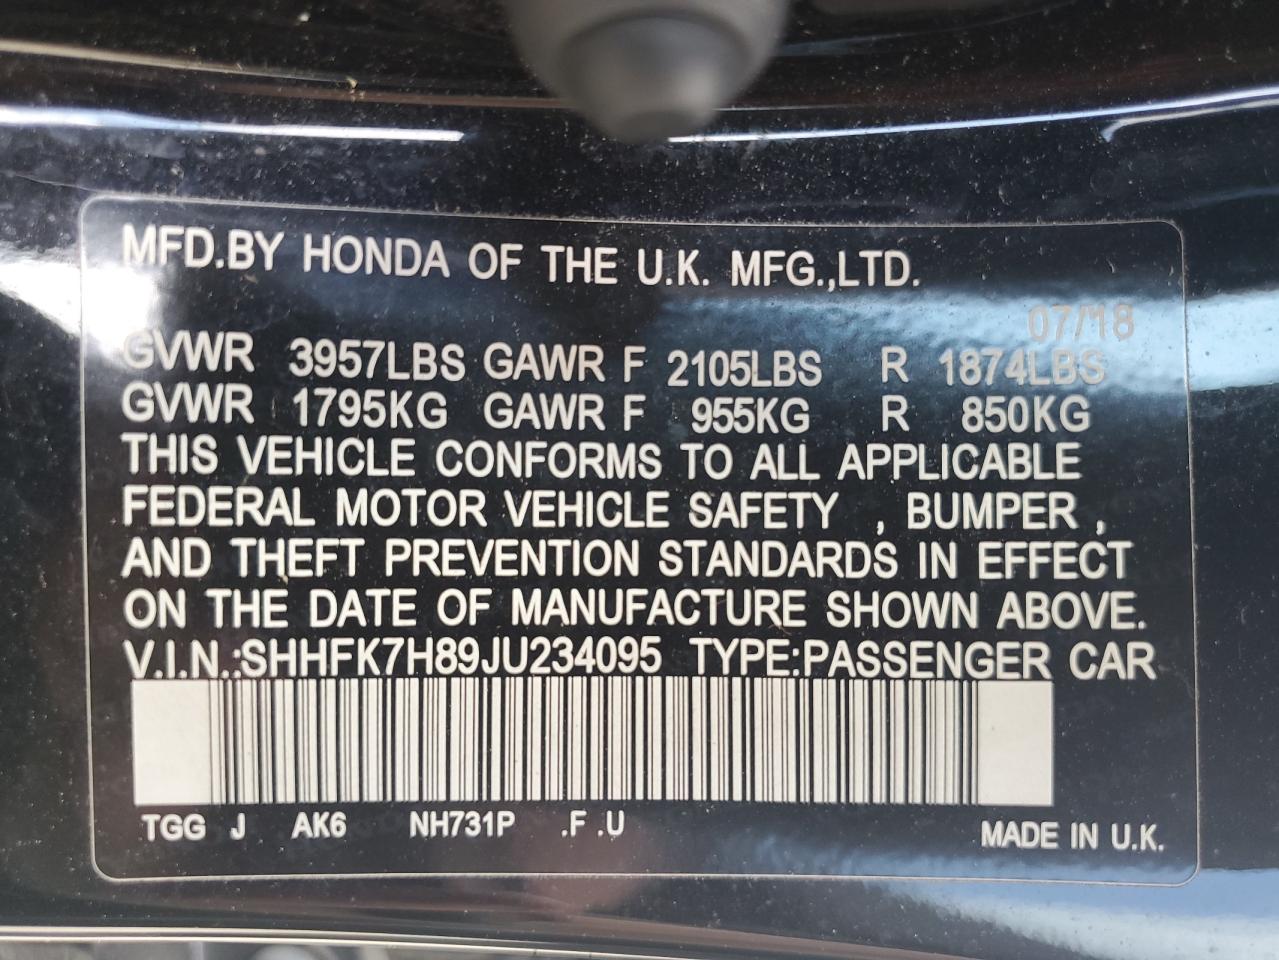 MFD.BY HONDA OF THE U.K. MFG.,LTD.
07/18
GVWR 3957LBS GAWR F 2105LBS R 1874LBS
GVWR 1795KG GAWR F 955KG R 850KG
THIS VEHICLE CONFORMS TO ALL APPLICABLE
FEDERAL MOTOR VEHICLE SAFETY , BUMPER ,
AND THEFT PREVENTION STANDARDS IN EFFECT
ON THE DATE OF MANUFACTURE SHOWN ABOVE.
V.I.N.:SHHFK7H89JU234095 TYPE:PASSENGER CAR
TGG J AK6 NH731P .F .U MADE IN U.K.